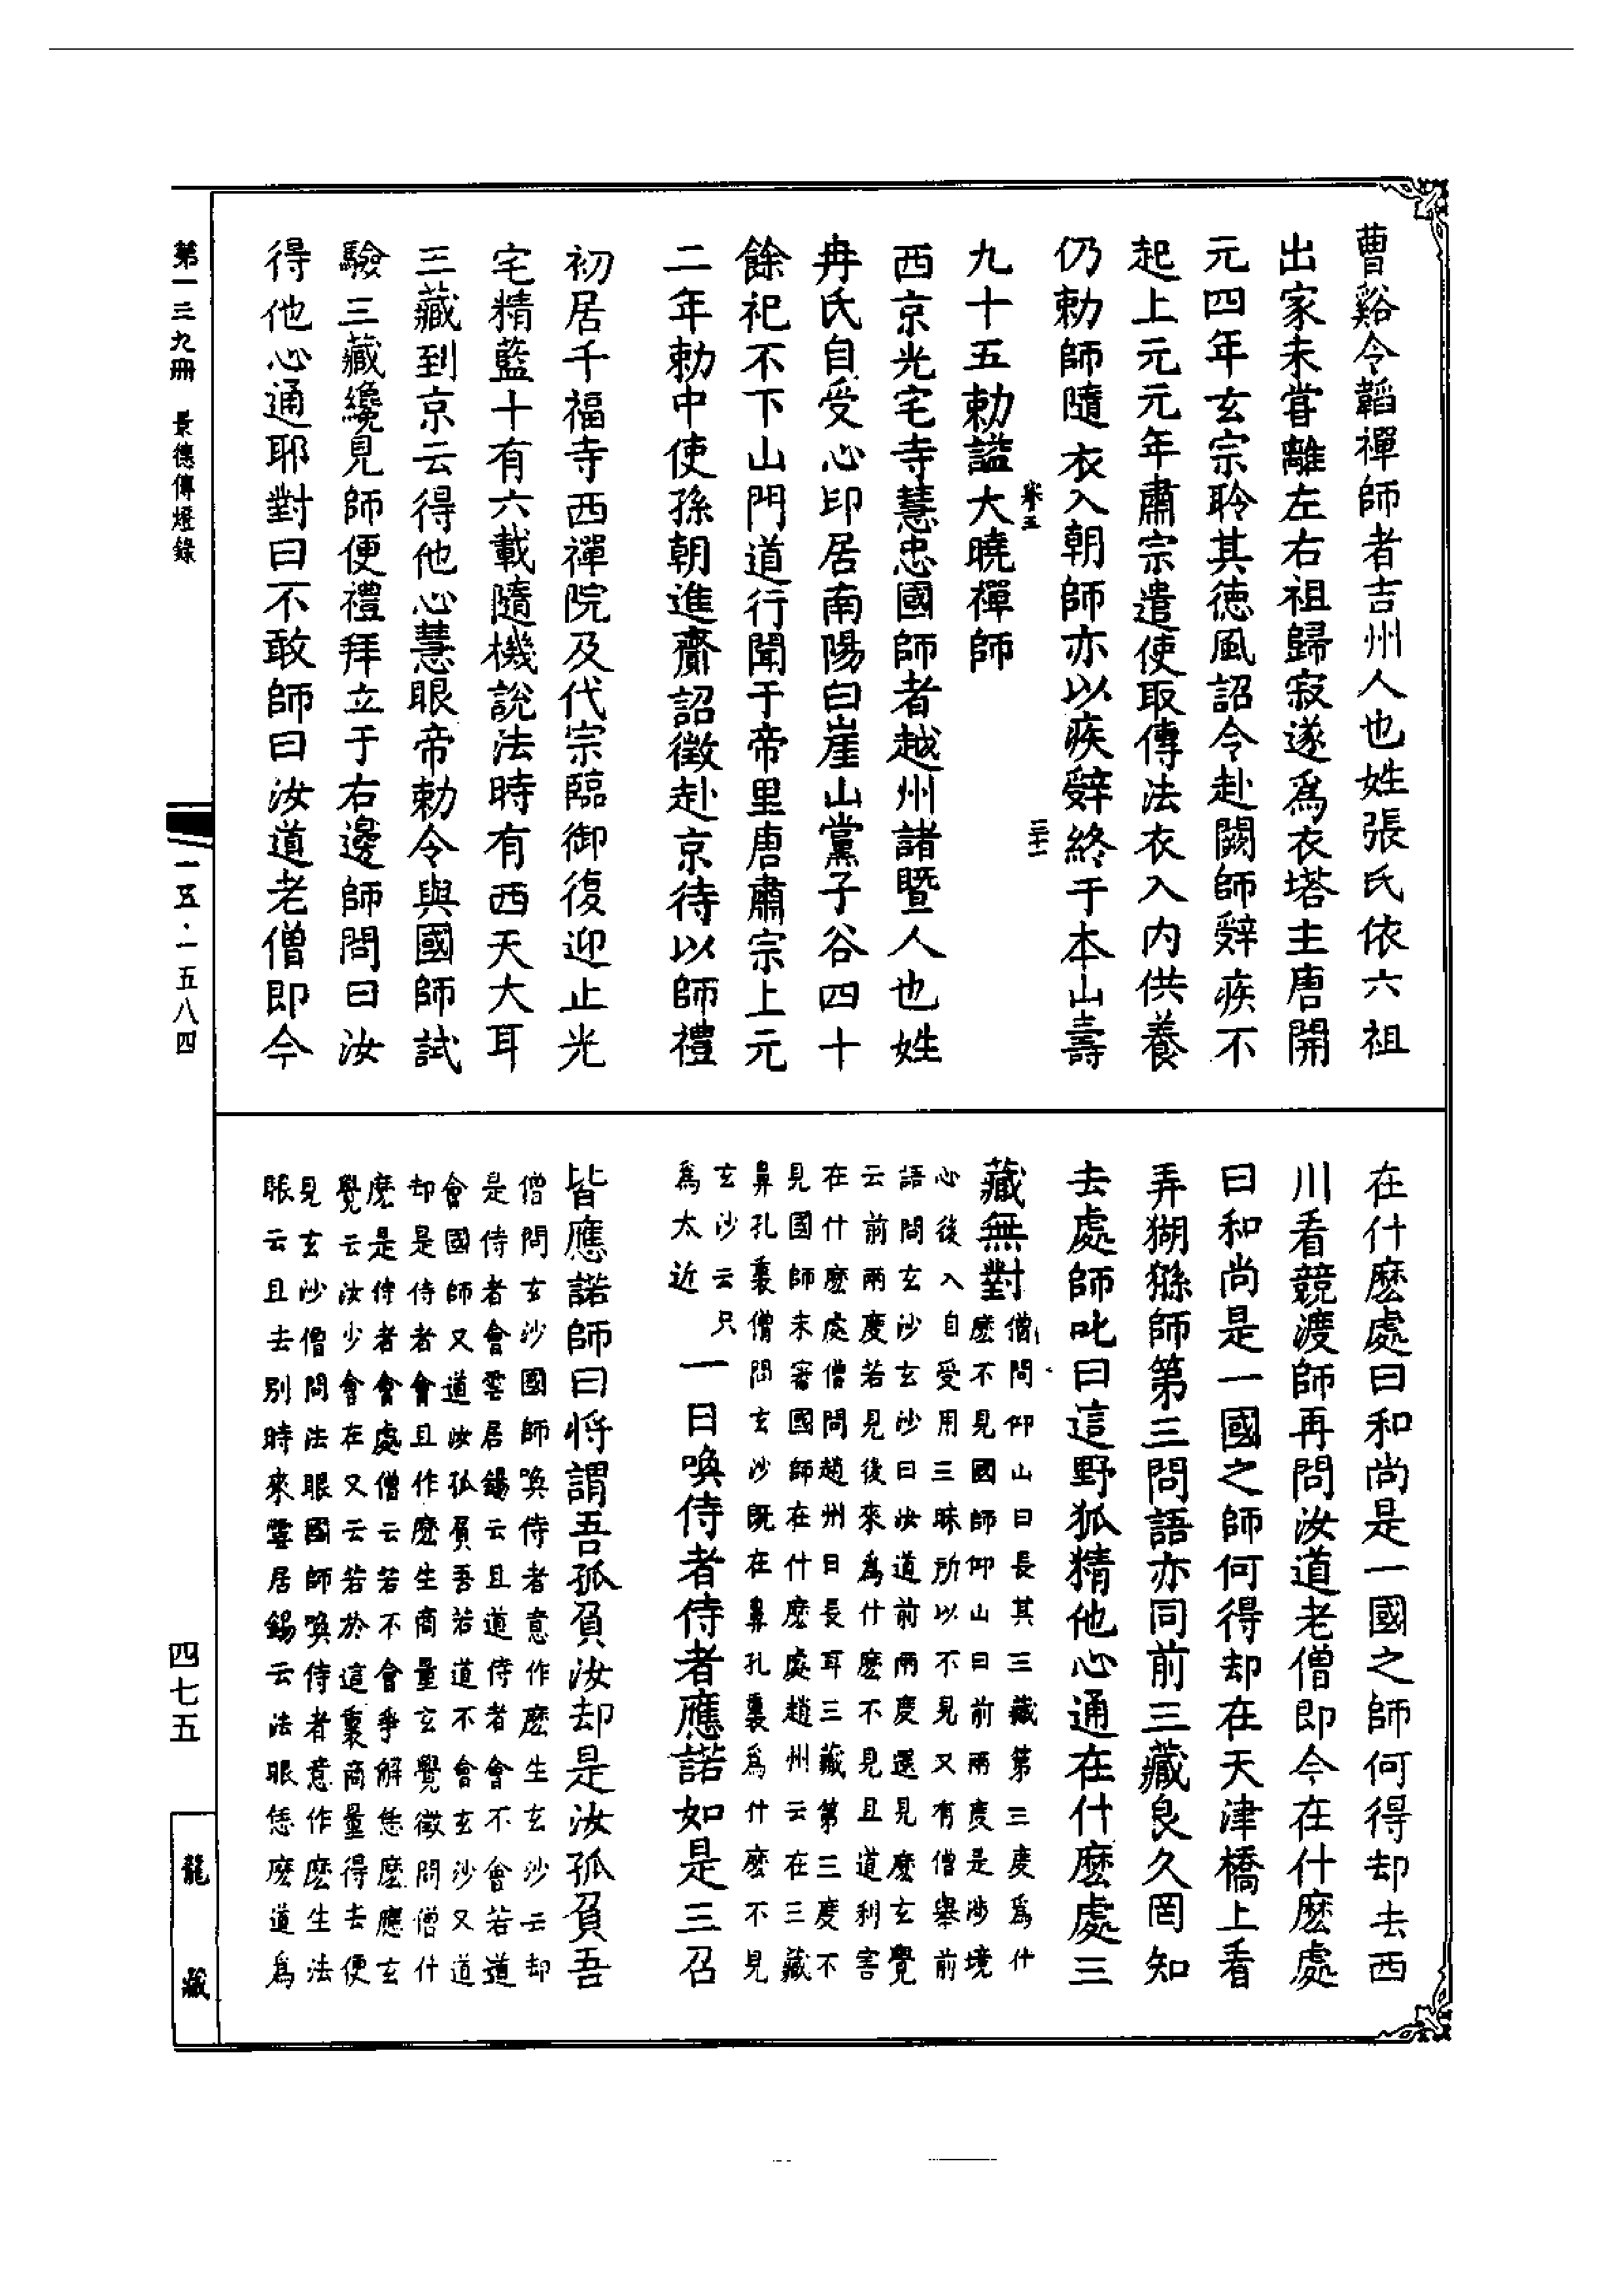 曹谿令韜禪師者吉州人也姓張氏依六祖
出家未嘗離左右祖歸寂遂爲衣塔主唐開
元四年玄宗聆其徳風詔令赴闕師辭疾不
起上元元年肅宗遣使取傳法衣入內供養
仍勅師隨衣入朝師亦以疾辭終于本山壽
九十五勅諡大曉禪師
西京光宅寺慧忠國師者越州諸暨人也姓
冉氏自受心印居南陽白崖山黨子谷四十
餘祀不下山門道行聞于帝里唐肅宗上元
二年勅中使孫朝進齎詔徵赴京待以師禮
初居千福寺西禪院及代宗臨御復迎止光
宅精藍十有六載隨機說法時有西天大耳
三藏到京云得他心慧眼帝勅令與國師試
驗三藏纔見師便禮拜立于右邊師問曰汝
得他心通耶對曰不敢師曰汝道老僧即今
在什麽處曰和尚是一國之師何得却去西
川看競渡師再問汝道老僧即今在什麽處
曰和尚是一國之師何得却在天津橋上看
弄猢猻師第三問語亦同前三藏良久罔知
去處師叱曰這野狐精他心通在什麽處三
藏無對
僧問仰山曰長耳三藏第三度爲什
麽不見國師仰山曰前兩度是涉境
心後入自受用三昧所以不見又有僧舉前
語問玄沙玄沙曰汝道前兩度還見麽玄覺
云前兩度若見後來爲什麽不見且道利害
在什麽處僧問趙州曰長耳三藏第三度不
見國師未審國師在什麽處趙州云在三藏
鼻孔裏僧問玄沙既在鼻孔裏爲什麽不見
玄沙云只
爲太近
一日喚侍者侍者應諾如是三召
皆應諾師曰將謂吾孤負汝却是汝孤負吾
僧問玄沙國師喚侍者意作麽生玄沙云却
是侍者會雲居錫云且道侍者會不會若道
會國師又道汝孤負吾若道不會玄沙又道
却是侍者會且作麽生商量玄覺徵問僧什
麽是侍者會處僧云若不會爭解恁麽應玄
覺云汝少會在又云若於這裏商量得去便
見玄沙僧問法眼國師喚侍者意作麽生法
眼云且去別時來雲居錫云法眼恁麽道爲
卷五
三十一
第一三九冊　景德傳燈錄
一五·一五八四
四七五
龍藏